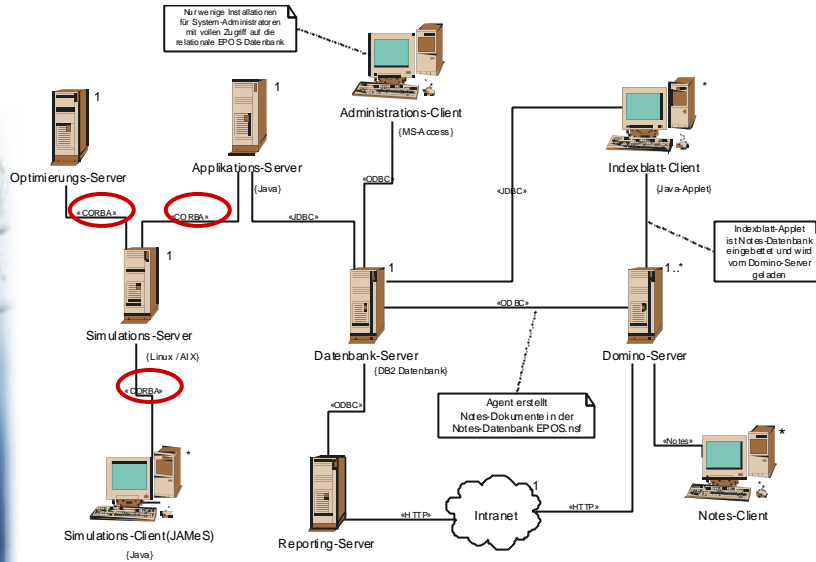 Nur wenige Installationen
für System-Administratoren
mit vollen Zugriff auf die
relationale EPOS-Datenbank
Administrations-Client
{MS-Access}
1
Optimierungs-Server
1
Applikations-Server
{Java}
*
Indexblatt-Client
{Java-Applet}
«CORBA»
«CORBA»
«JDBC»
«ODBC»
«JDBC»
Indexblatt-Applet
ist Notes-Datenbank
eingebettet und wird
vom Domino-Server
geladen
1
Simulations-Server
{Linux / AIX}
1
Datenbank-Server
{DB2 Datenbank}
«ODBC»
1..*
Domino-Server
«CORBA»
«ODBC»
Agent erstellt
Notes-Dokumente in der
Notes-Datenbank EPOS.nsf
«Notes»
*
Notes-Client
*
Simulations-Client(JAMeS)
{Java}
Reporting-Server
«HTTP»
1
Intranet
«HTTP»